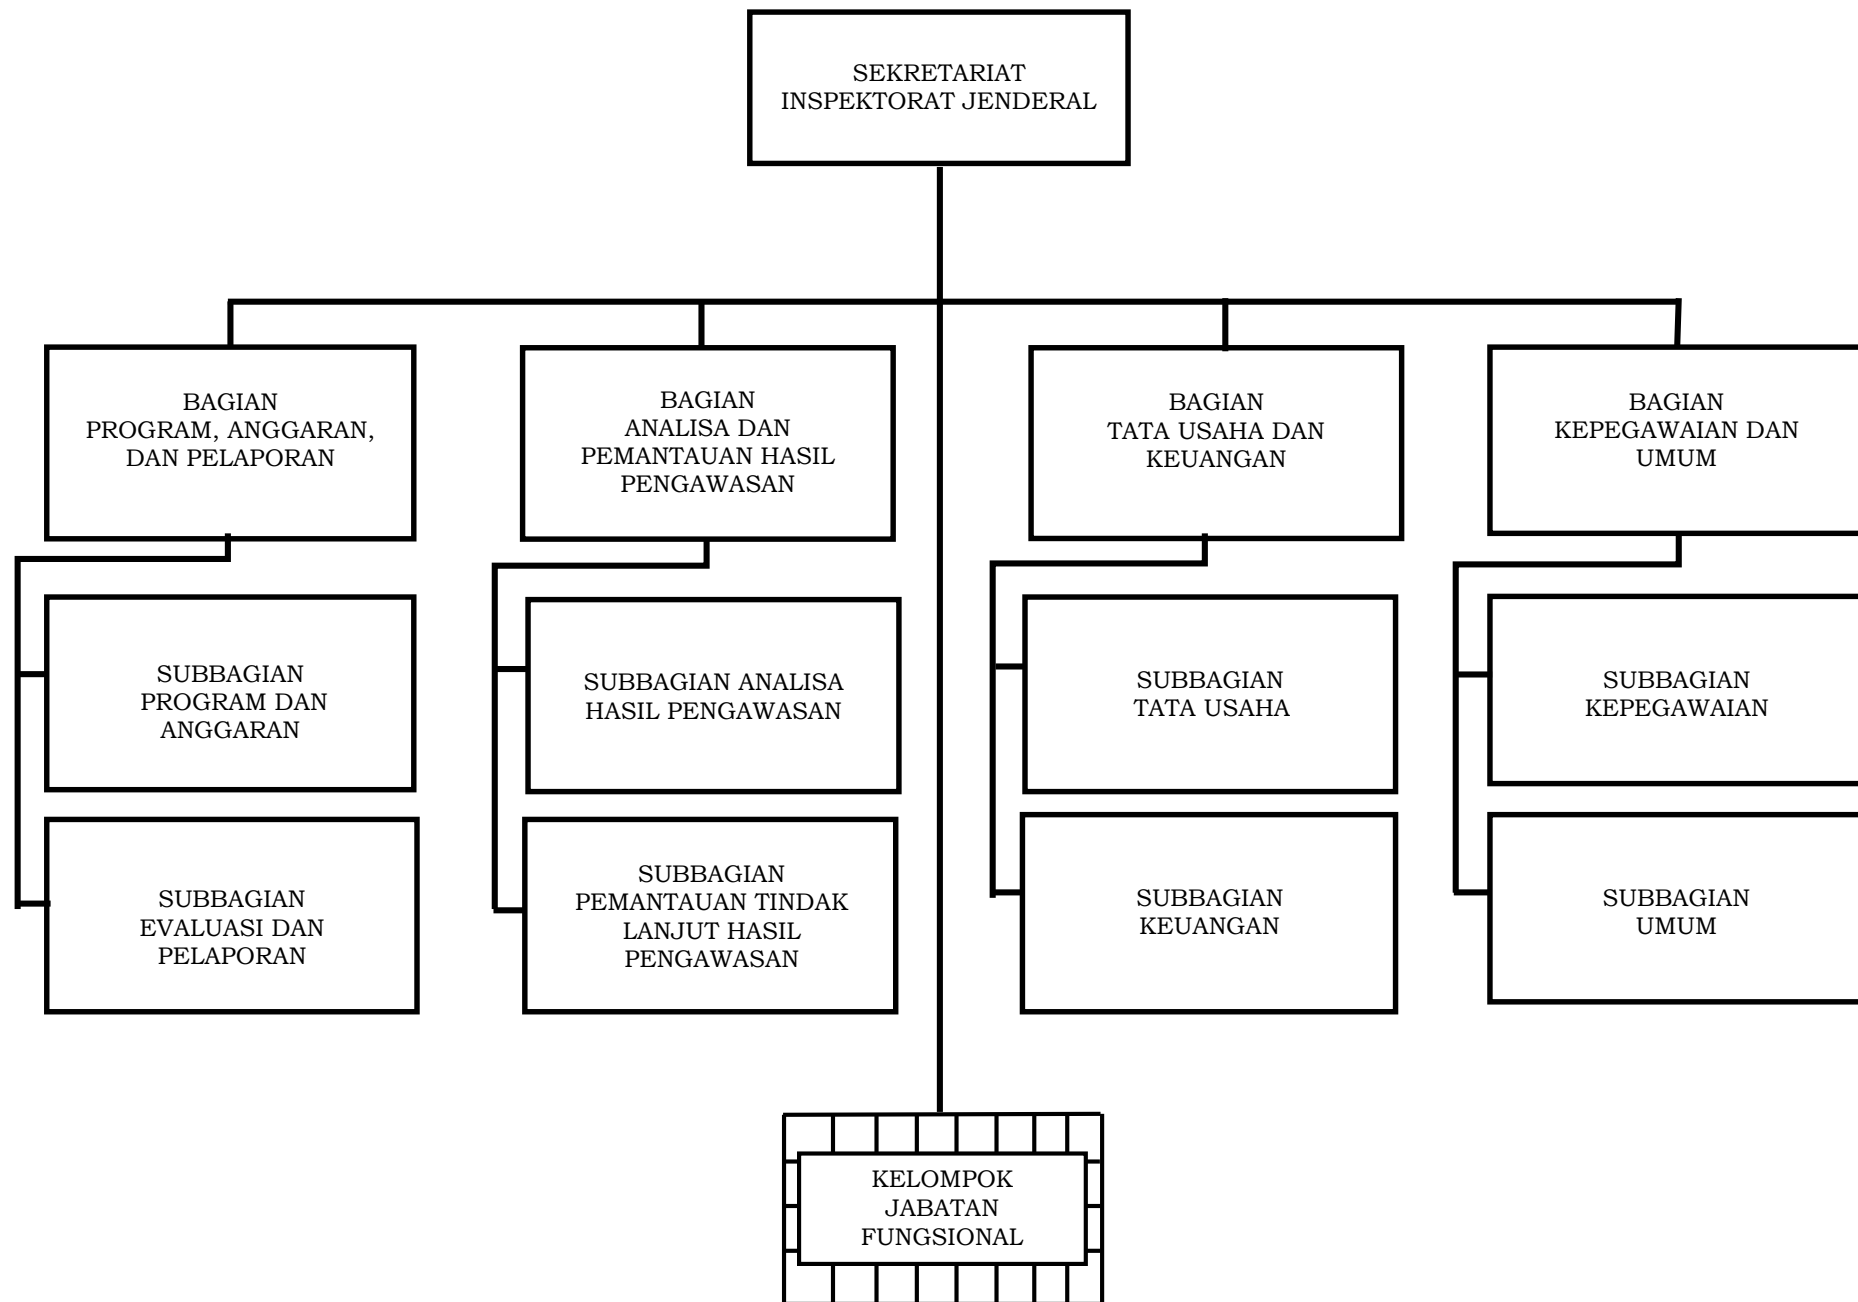 SEKRETARIAT
INSPEKTORAT JENDERAL
BAGIAN
PROGRAM, ANGGARAN,
DAN PELAPORAN
BAGIAN
ANALISA DAN
PEMANTAUAN HASIL
PENGAWASAN
BAGIAN
TATA USAHA DAN
KEUANGAN
BAGIAN
KEPEGAWAIAN DAN
UMUM
SUBBAGIAN
PROGRAM DAN
ANGGARAN
SUBBAGIAN ANALISA
HASIL PENGAWASAN
SUBBAGIAN
TATA USAHA
SUBBAGIAN
KEPEGAWAIAN
SUBBAGIAN
EVALUASI DAN
PELAPORAN
SUBBAGIAN
PEMANTAUAN TINDAK
LANJUT HASIL
PENGAWASAN
SUBBAGIAN
KEUANGAN
SUBBAGIAN
UMUM
KELOMPOK
JABATAN
FUNGSIONAL